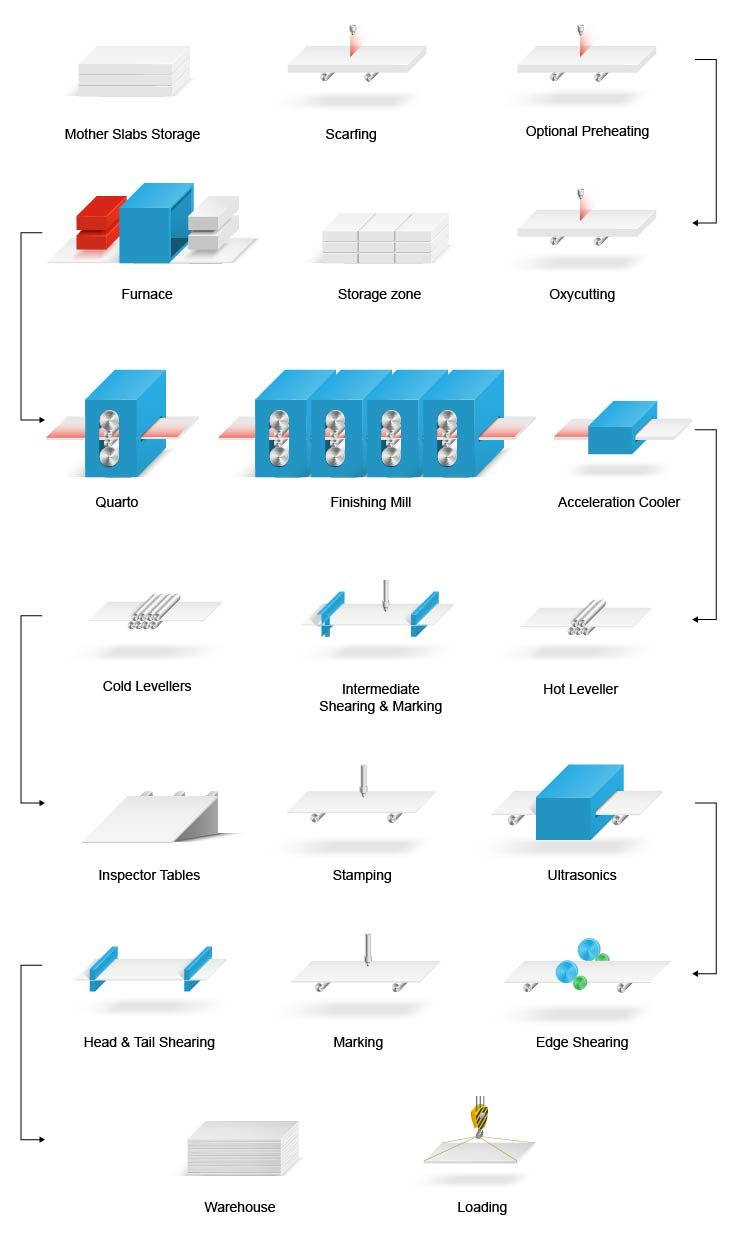 Mother Slabs Storage
Scarfing
Optional Preheating
Furnace
Storage zone
Oxycutting
Quarto
Finishing Mill
Acceleration Cooler
Cold Levellers
Intermediate
Shearing & Marking
Hot Leveller
Inspector Tables
Stamping
Ultrasonics
Head & Tail Shearing
Marking
Edge Shearing
Warehouse
Loading